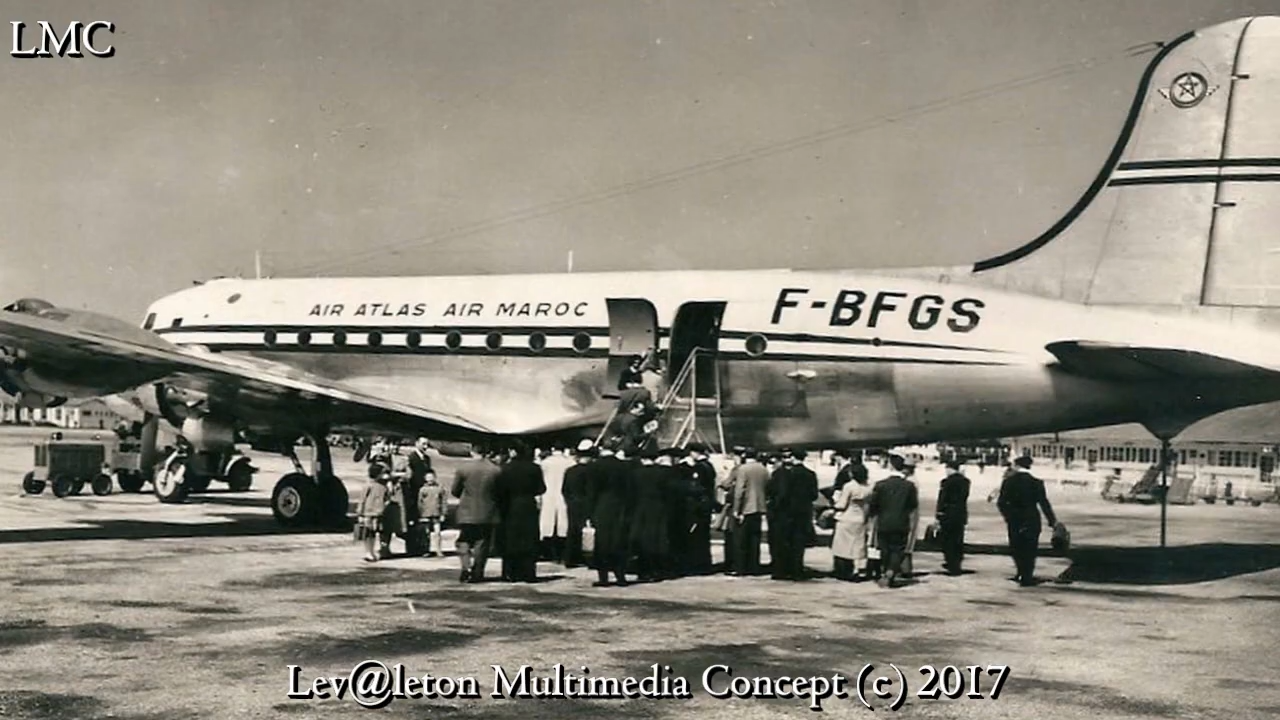 LMC
AIR ATLAS AIR MAROC
F-BFGS
Lev@leton Multimedia Concept (c) 2017